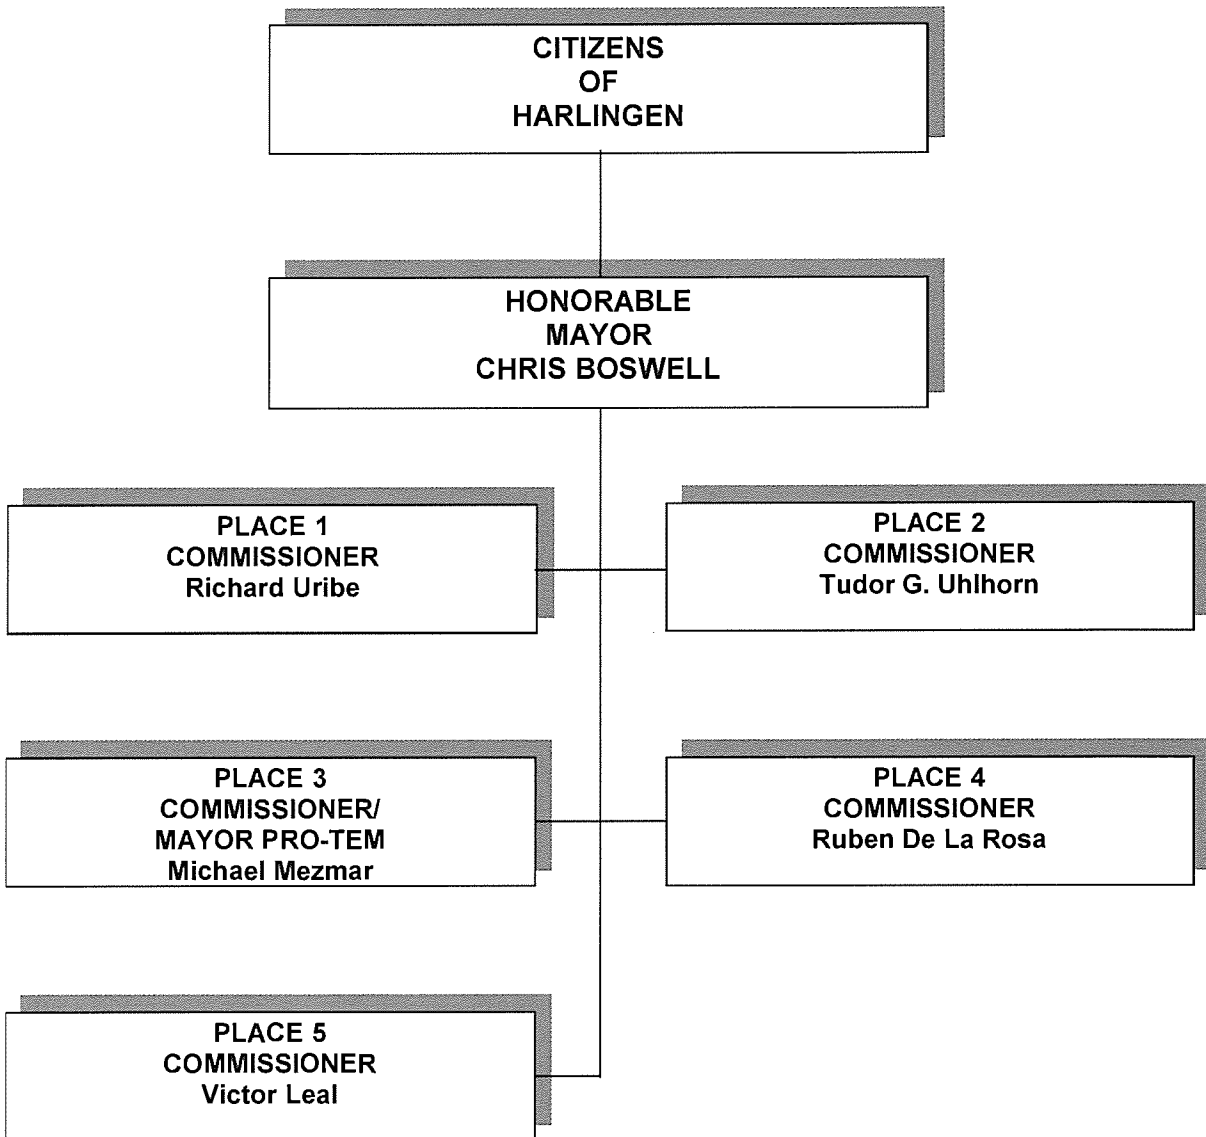 CITIZENS
OF
HARLINGEN
HONORABLE
MAYOR
CHRIS BOSWELL
PLACE 1
COMMISSIONER
Richard Uribe
PLACE 2
COMMISSIONER
Tudor G. Uhlhorn
PLACE 3
COMMISSIONER/
MAYOR PRO-TEM
Michael Mezmar
PLACE 4
COMMISSIONER
Ruben De La Rosa
PLACE 5
COMMISSIONER
Victor Leal